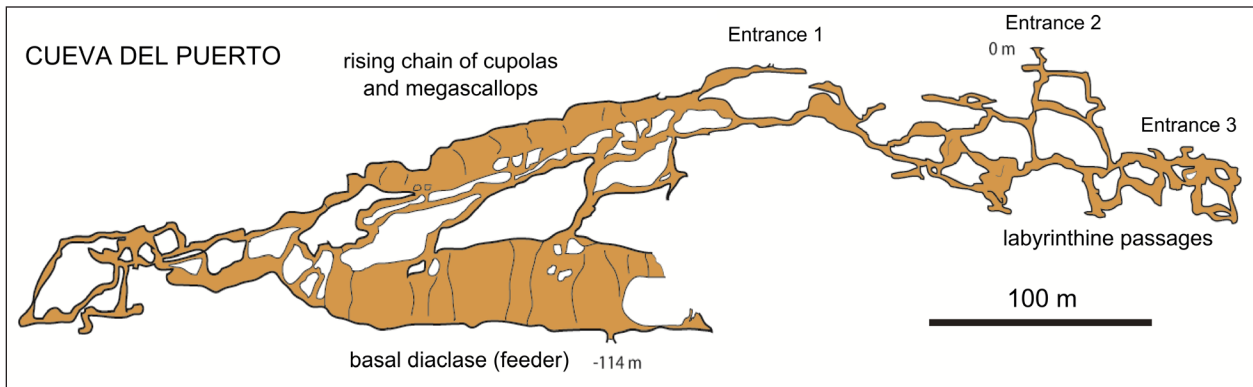 CUEVA DEL PUERTO
rising chain of cupolas
and megascallops
Entrance 1
Entrance 2
0 m
Entrance 3
labyrinthine passages
100 m
basal diaclase (feeder)
-114 m